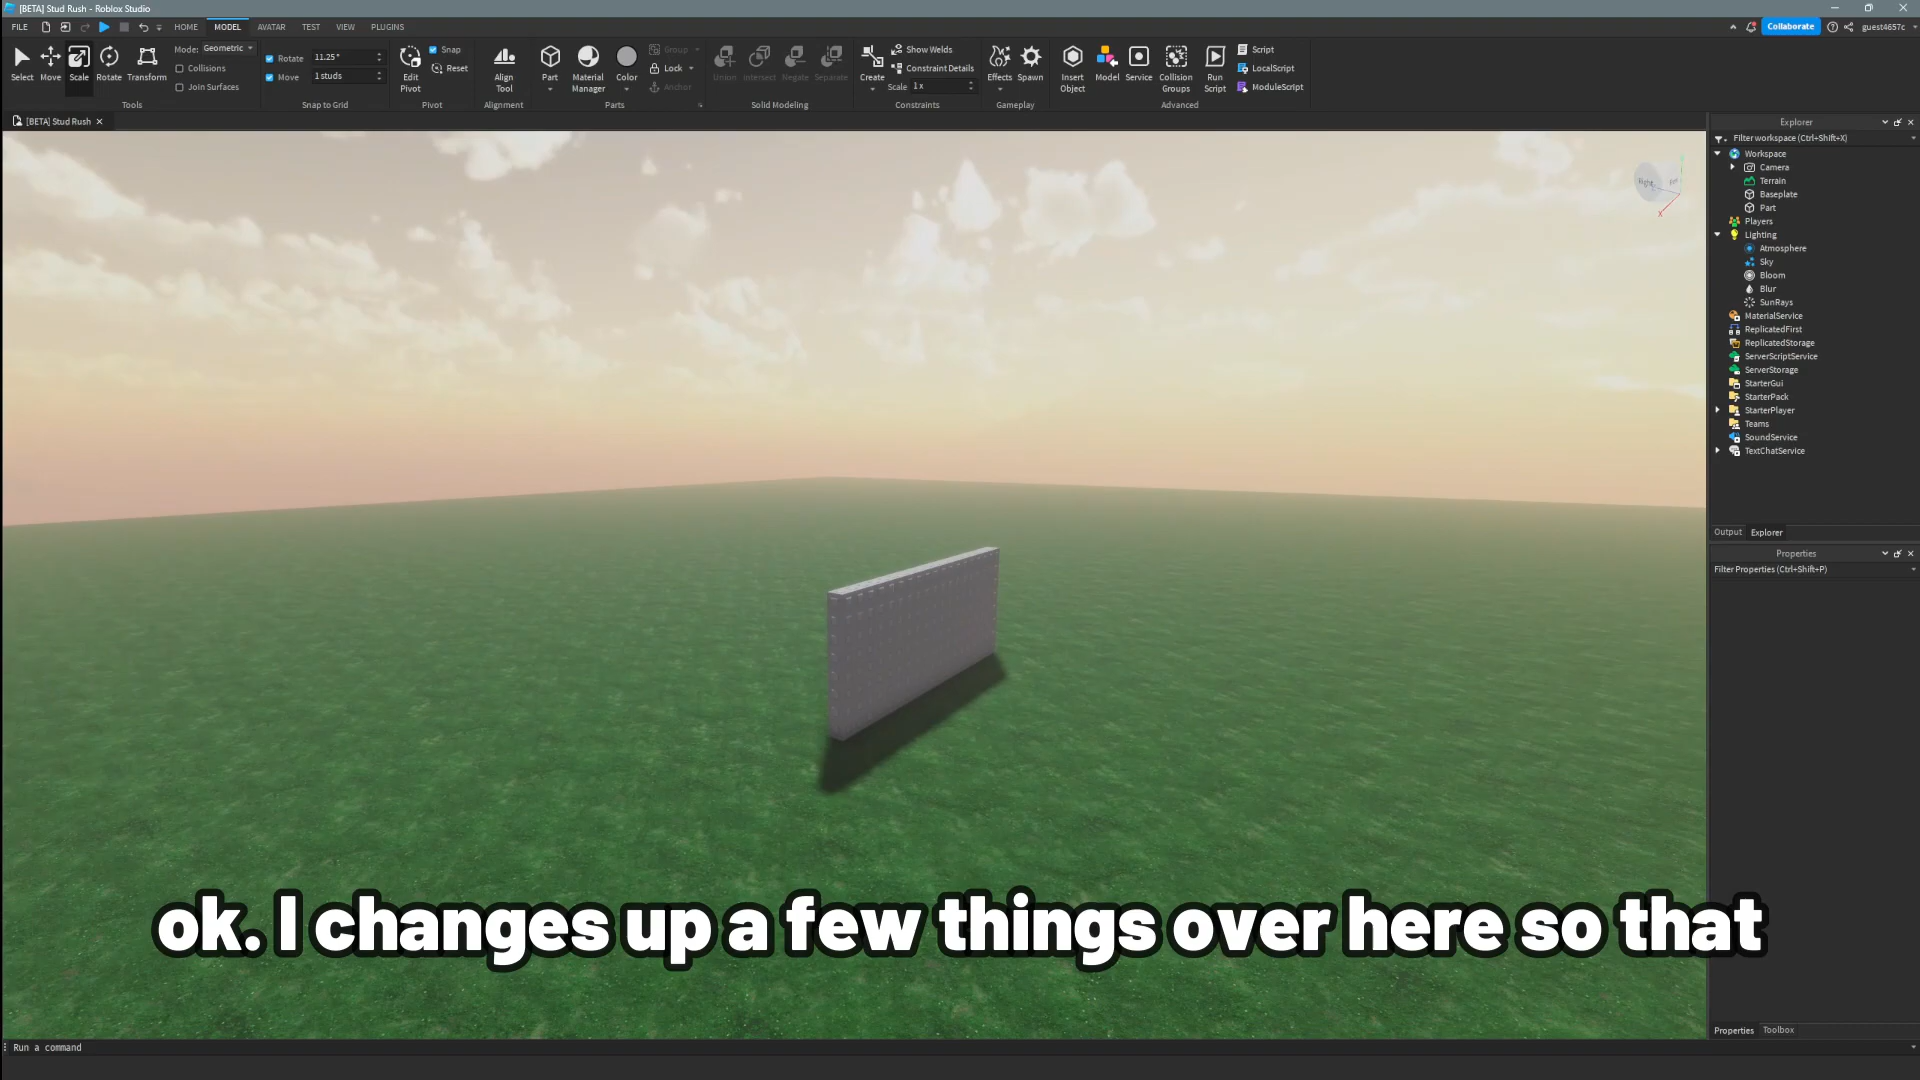 [BETA] Stud Rush - Roblox Studio
FILE HOME MODEL AVATAR TEST VIEW PLUGINS Collaborate guest4657c
Select Move Scale Rotate Transform
Mode: Geometric
Collisions
Join Surfaces
Tools
Rotate 11.25°
Move 1 studs
Snap to Grid
Edit Pivot
Snap
Reset
Pivot
Align Tool
Alignment
Part
Material Manager
Color
Group
Lock
Anchor
Parts
Union Intersect Negate Separate
Solid Modeling
Create
Show Welds
Constraint Details
Scale 1x
Constraints
Effects Spawn
Gameplay
Insert Object
Model
Service
Collision Groups
Run Script
Script
LocalScript
ModuleScript
Advanced
[BETA] Stud Rush
Right
X
Explorer
Filter workspace (Ctrl+Shift+X)
Workspace
Camera
Terrain
Baseplate
Part
Players
Lighting
Atmosphere
Sky
Bloom
Blur
SunRays
MaterialService
ReplicatedFirst
ReplicatedStorage
ServerScriptService
ServerStorage
StarterGui
StarterPack
StarterPlayer
Teams
SoundService
TextChatService
Output Explorer
Properties
Filter Properties (Ctrl+Shift+P)
ok. I changes up a few things over here so that
Properties Toolbox
Run a command